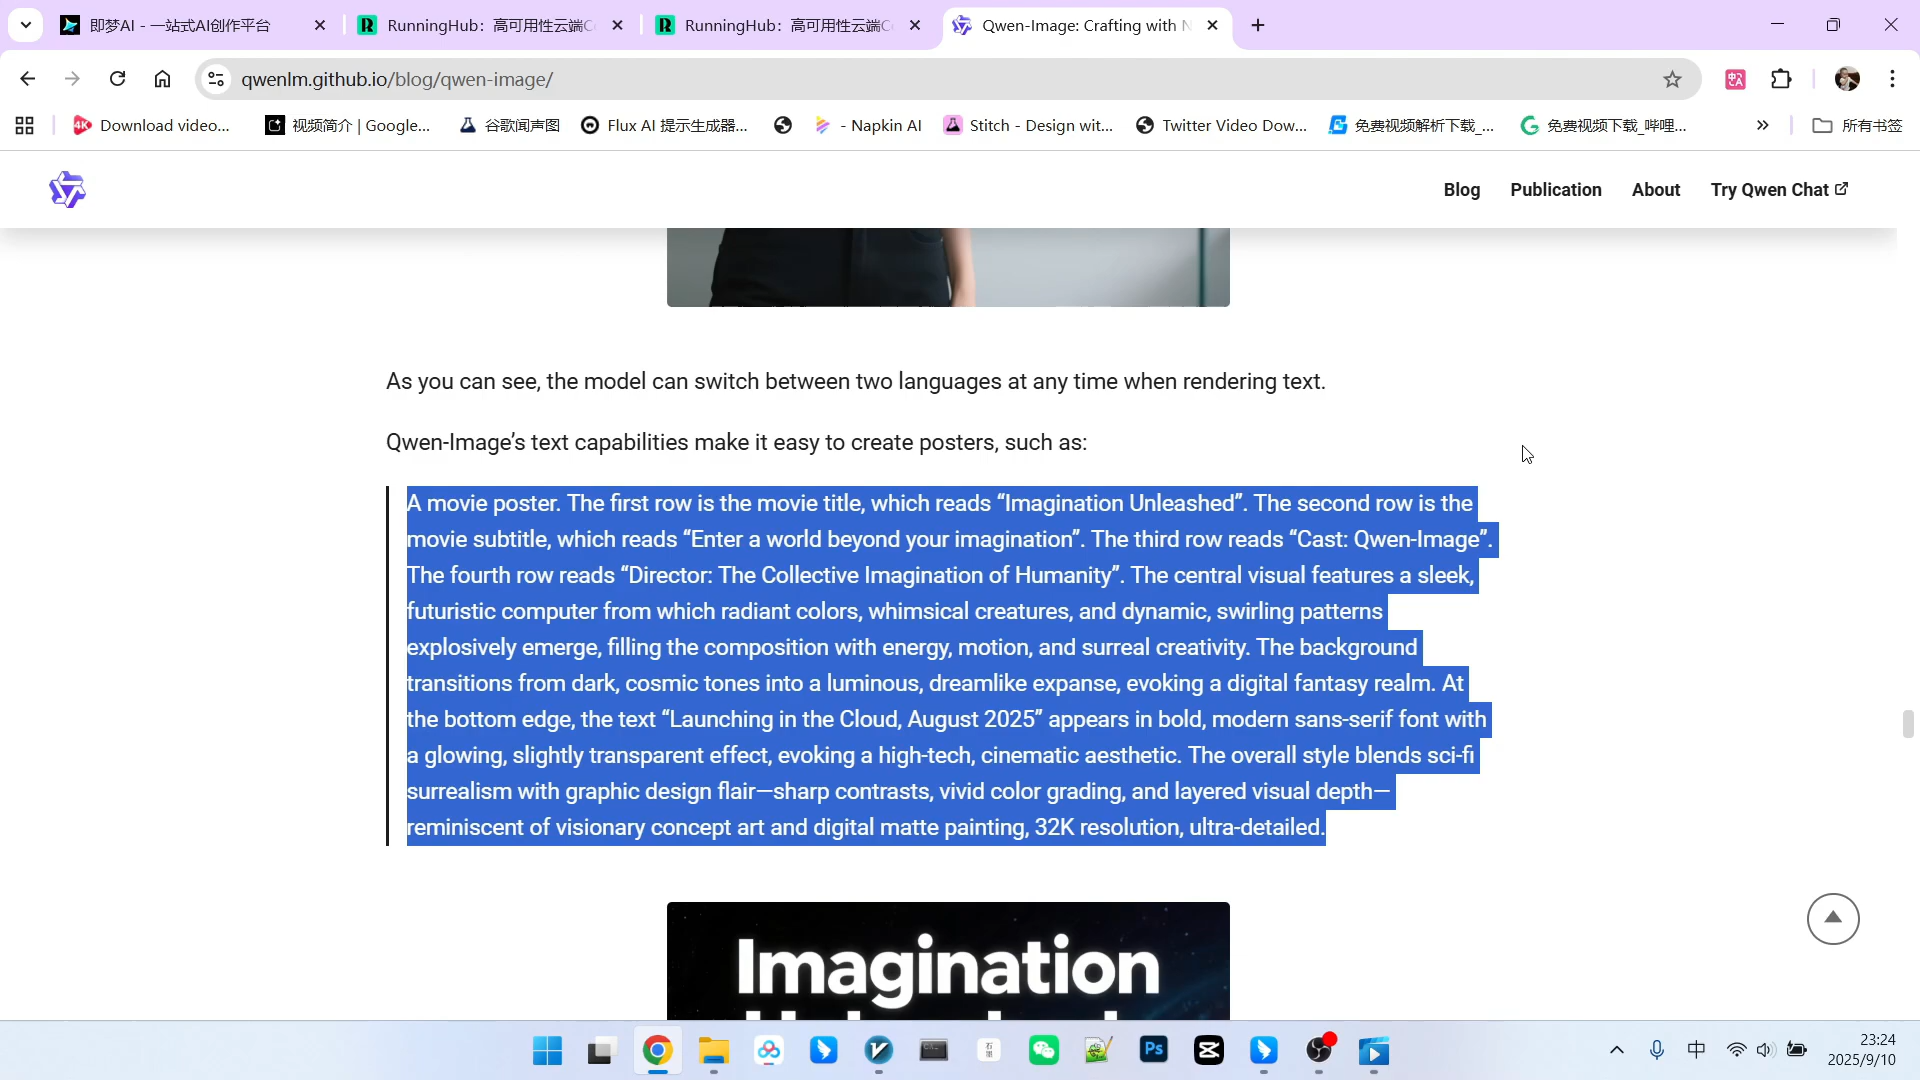 即梦AI - 一站式AI创作平台
RunningHub：高可用性云端C
RunningHub：高可用性云端C
Qwen-Image: Crafting with N
qwenlm.github.io/blog/qwen-image/
Download video...
视频简介 | Google...
谷歌闻声图
Flux AI 提示生成器...
- Napkin AI
Stitch - Design wit...
Twitter Video Dow...
免费视频解析下载_...
免费视频下载_哔哩...
所有书签
Blog
Publication
About
Try Qwen Chat
As you can see, the model can switch between two languages at any time when rendering text.
Qwen-Image’s text capabilities make it easy to create posters, such as:
A movie poster. The first row is the movie title, which reads “Imagination Unleashed”. The second row is the
movie subtitle, which reads “Enter a world beyond your imagination”. The third row reads “Cast: Qwen-Image”.
The fourth row reads “Director: The Collective Imagination of Humanity”. The central visual features a sleek,
futuristic computer from which radiant colors, whimsical creatures, and dynamic, swirling patterns
explosively emerge, filling the composition with energy, motion, and surreal creativity. The background
transitions from dark, cosmic tones into a luminous, dreamlike expanse, evoking a digital fantasy realm. At
the bottom edge, the text “Launching in the Cloud, August 2025” appears in bold, modern sans-serif font with
a glowing, slightly transparent effect, evoking a high-tech, cinematic aesthetic. The overall style blends sci-fi
surrealism with graphic design flair—sharp contrasts, vivid color grading, and layered visual depth—
reminiscent of visionary concept art and digital matte painting, 32K resolution, ultra-detailed.
Imagination
Ps
中
23:24
2025/9/10